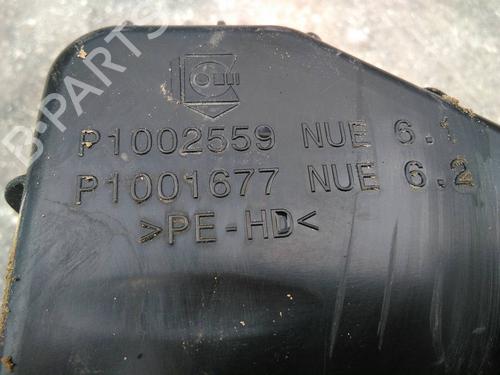 B-PARTS
P1002559 NUE 6.1
P1001677 NUE 6.2
>PE-HD<